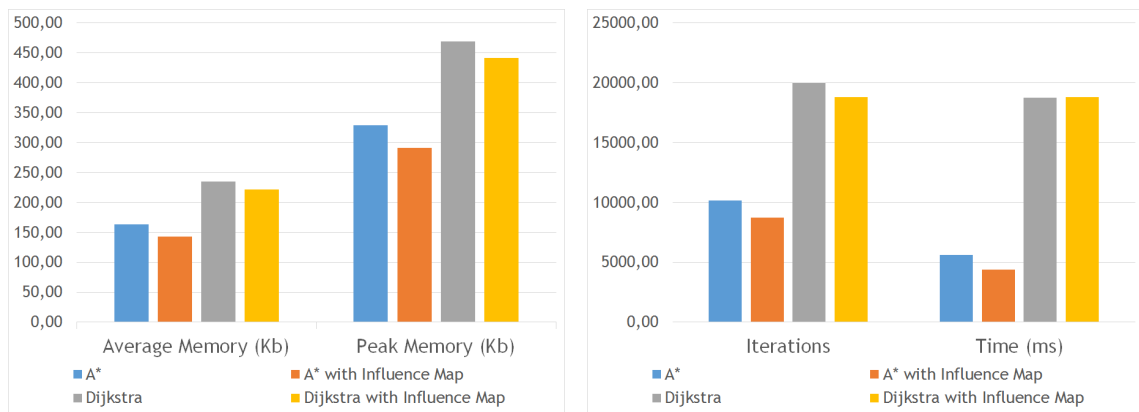 500,00
450,00
400,00
350,00
300,00
250,00
200,00
150,00
100,00
50,00
0,00
Average Memory (Kb) Peak Memory (Kb)
A* A* with Influence Map
Dijkstra Dijkstra with Influence Map
25000,00
20000,00
15000,00
10000,00
5000,00
0,00
Iterations Time (ms)
A* A* with Influence Map
Dijkstra Dijkstra with Influence Map